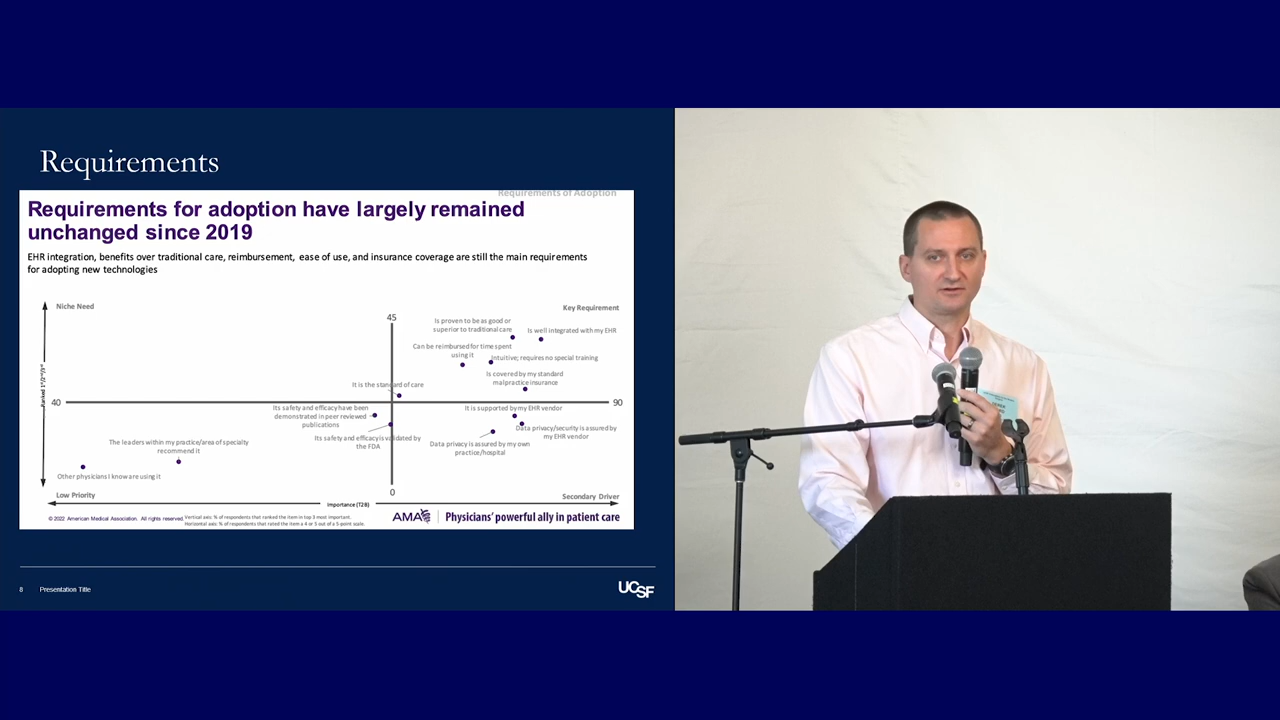 Requirements
Requirements of Adoption
Requirements for adoption have largely remained
unchanged since 2019
EHR integration, benefits over traditional care, reimbursement, ease of use, and insurance coverage are still the main requirements
for adopting new technologies
Niche Need
Key Requirement
45
Is proven to be as good or
superior to traditional care
Is well integrated with my EHR
Can be reimbursed for time spent
using it
Intuitive; requires no special training
Is covered by my standard
malpractice insurance
It is the standard of care
Ranked 1st/2nd/3rd
40
90
Its safety and efficacy have been
demonstrated in peer reviewed
publications
It is supported by my EHR vendor
Its safety and efficacy is validated by
the FDA
Data privacy/security is assured by
my EHR vendor
Data privacy is assured by my own
practice/hospital
The leaders within my practice/area of specialty
recommend it
Other physicians I know are using it
0
Low Priority
Secondary Driver
Importance (T2B)
© 2022 American Medical Association. All rights reserved.
Vertical axis: % of respondents that ranked the item in top 3 most important.
Horizontal axis: % of respondents that rated the item a 4 or 5 out of a 5-point scale.
AMA
Physicians' powerful ally in patient care
8 Presentation Title
UCSF